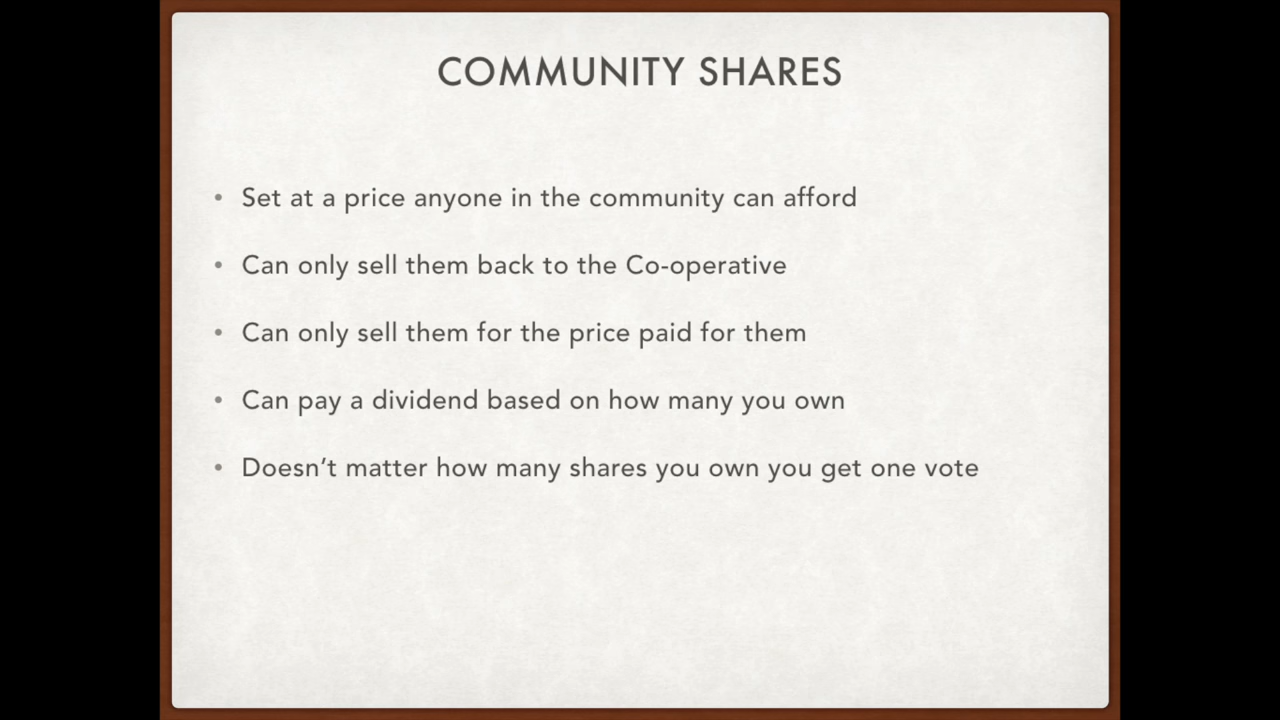 COMMUNITY SHARES
• Set at a price anyone in the community can afford
• Can only sell them back to the Co-operative
• Can only sell them for the price paid for them
• Can pay a dividend based on how many you own
• Doesn’t matter how many shares you own you get one vote